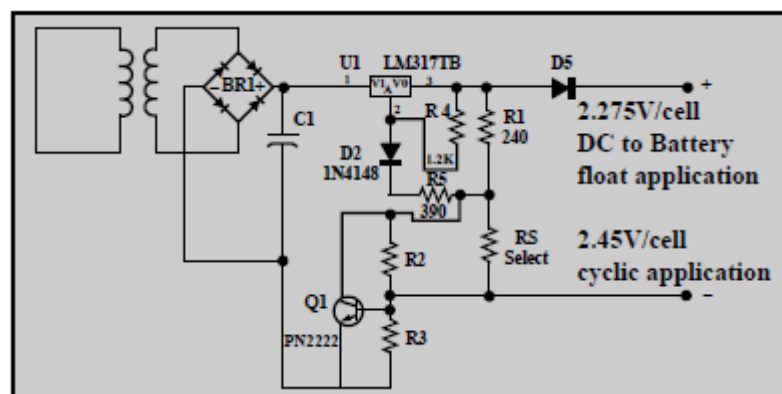 U1 LM317TB
D5
1 VI A V0 3
2
− BR1 +
C1
R 4
1.2K
R1
240
+
2.275V/cell
DC to Battery
float application
D2
1N4148
R5
390
R2
RS
Select
2.45V/cell
cyclic application
−
Q1
PN2222
R3